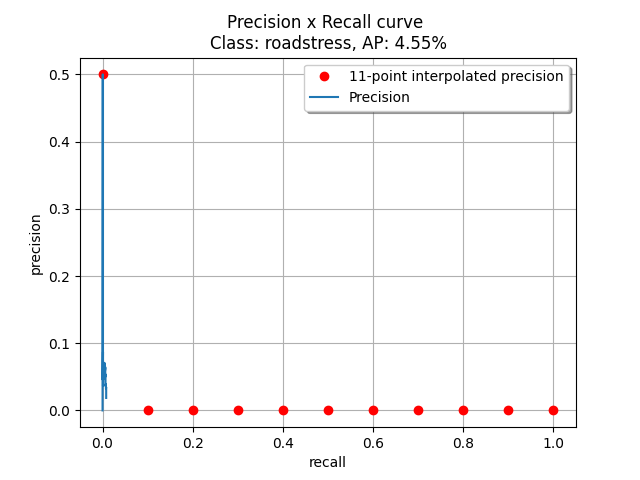 Precision x Recall curve
Class: roadstress, AP: 4.55%
11-point interpolated precision
Precision
0.5
0.4
0.3
0.2
0.1
0.0
precision
0.0 0.2 0.4 0.6 0.8 1.0
recall